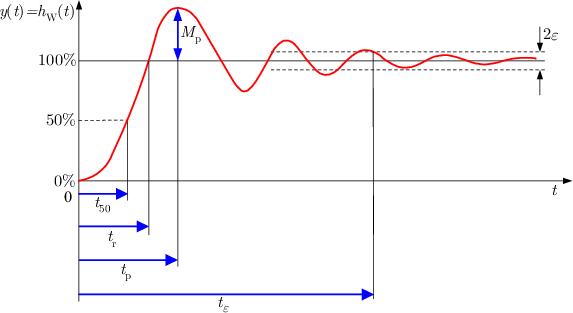 y(t)=h_W(t)
M_p
2ε
100%
50%
0%
0
t
t_50
t_r
t_p
t_ε